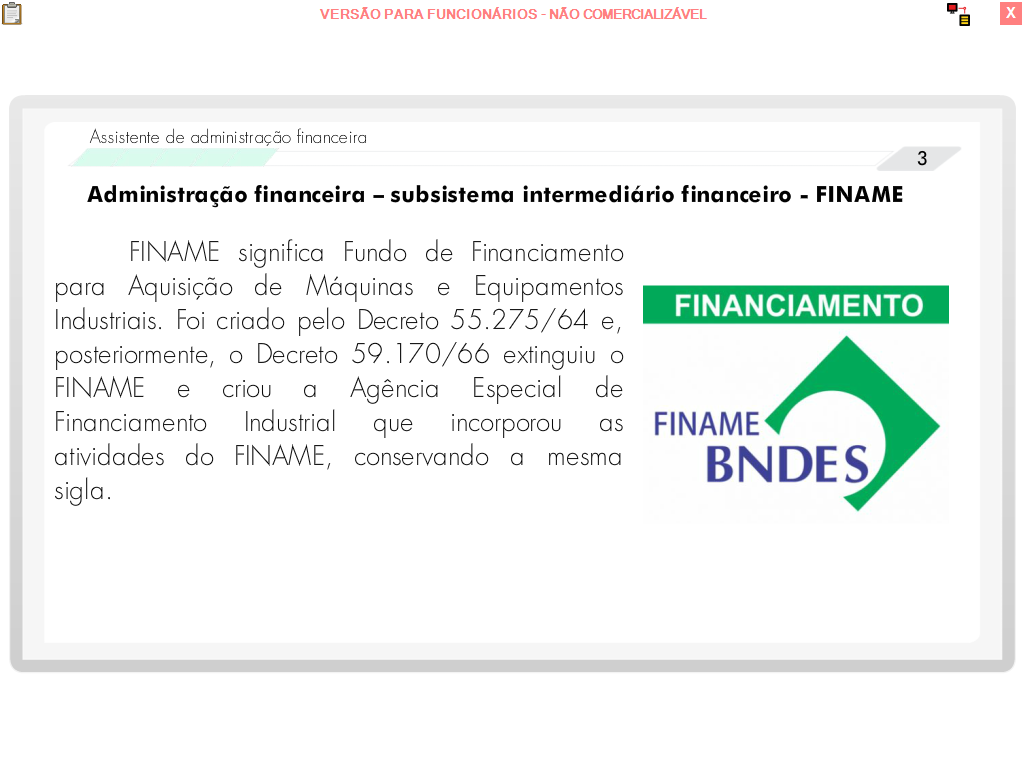 VERSÃO PARA FUNCIONÁRIOS - NÃO COMERCIALIZÁVEL
X
Assistente de administração financeira
3
Administração financeira – subsistema intermediário financeiro - FINAME
FINAME significa Fundo de Financiamento
para Aquisição de Máquinas e Equipamentos
Industriais. Foi criado pelo Decreto 55.275/64 e,
posteriormente, o Decreto 59.170/66 extinguiu o
FINAME e criou a Agência Especial de
Financiamento Industrial que incorporou as
atividades do FINAME, conservando a mesma
sigla.
FINANCIAMENTO
FINAME
BNDES